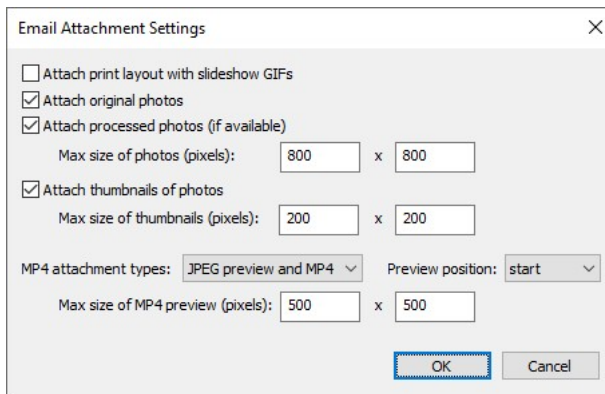 Email Attachment Settings
Attach print layout with slideshow GIFs
Attach original photos
Attach processed photos (if available)
Max size of photos (pixels): 800 x 800
Attach thumbnails of photos
Max size of thumbnails (pixels): 200 x 200
MP4 attachment types: JPEG preview and MP4 Preview position: start
Max size of MP4 preview (pixels): 500 x 500
OK Cancel